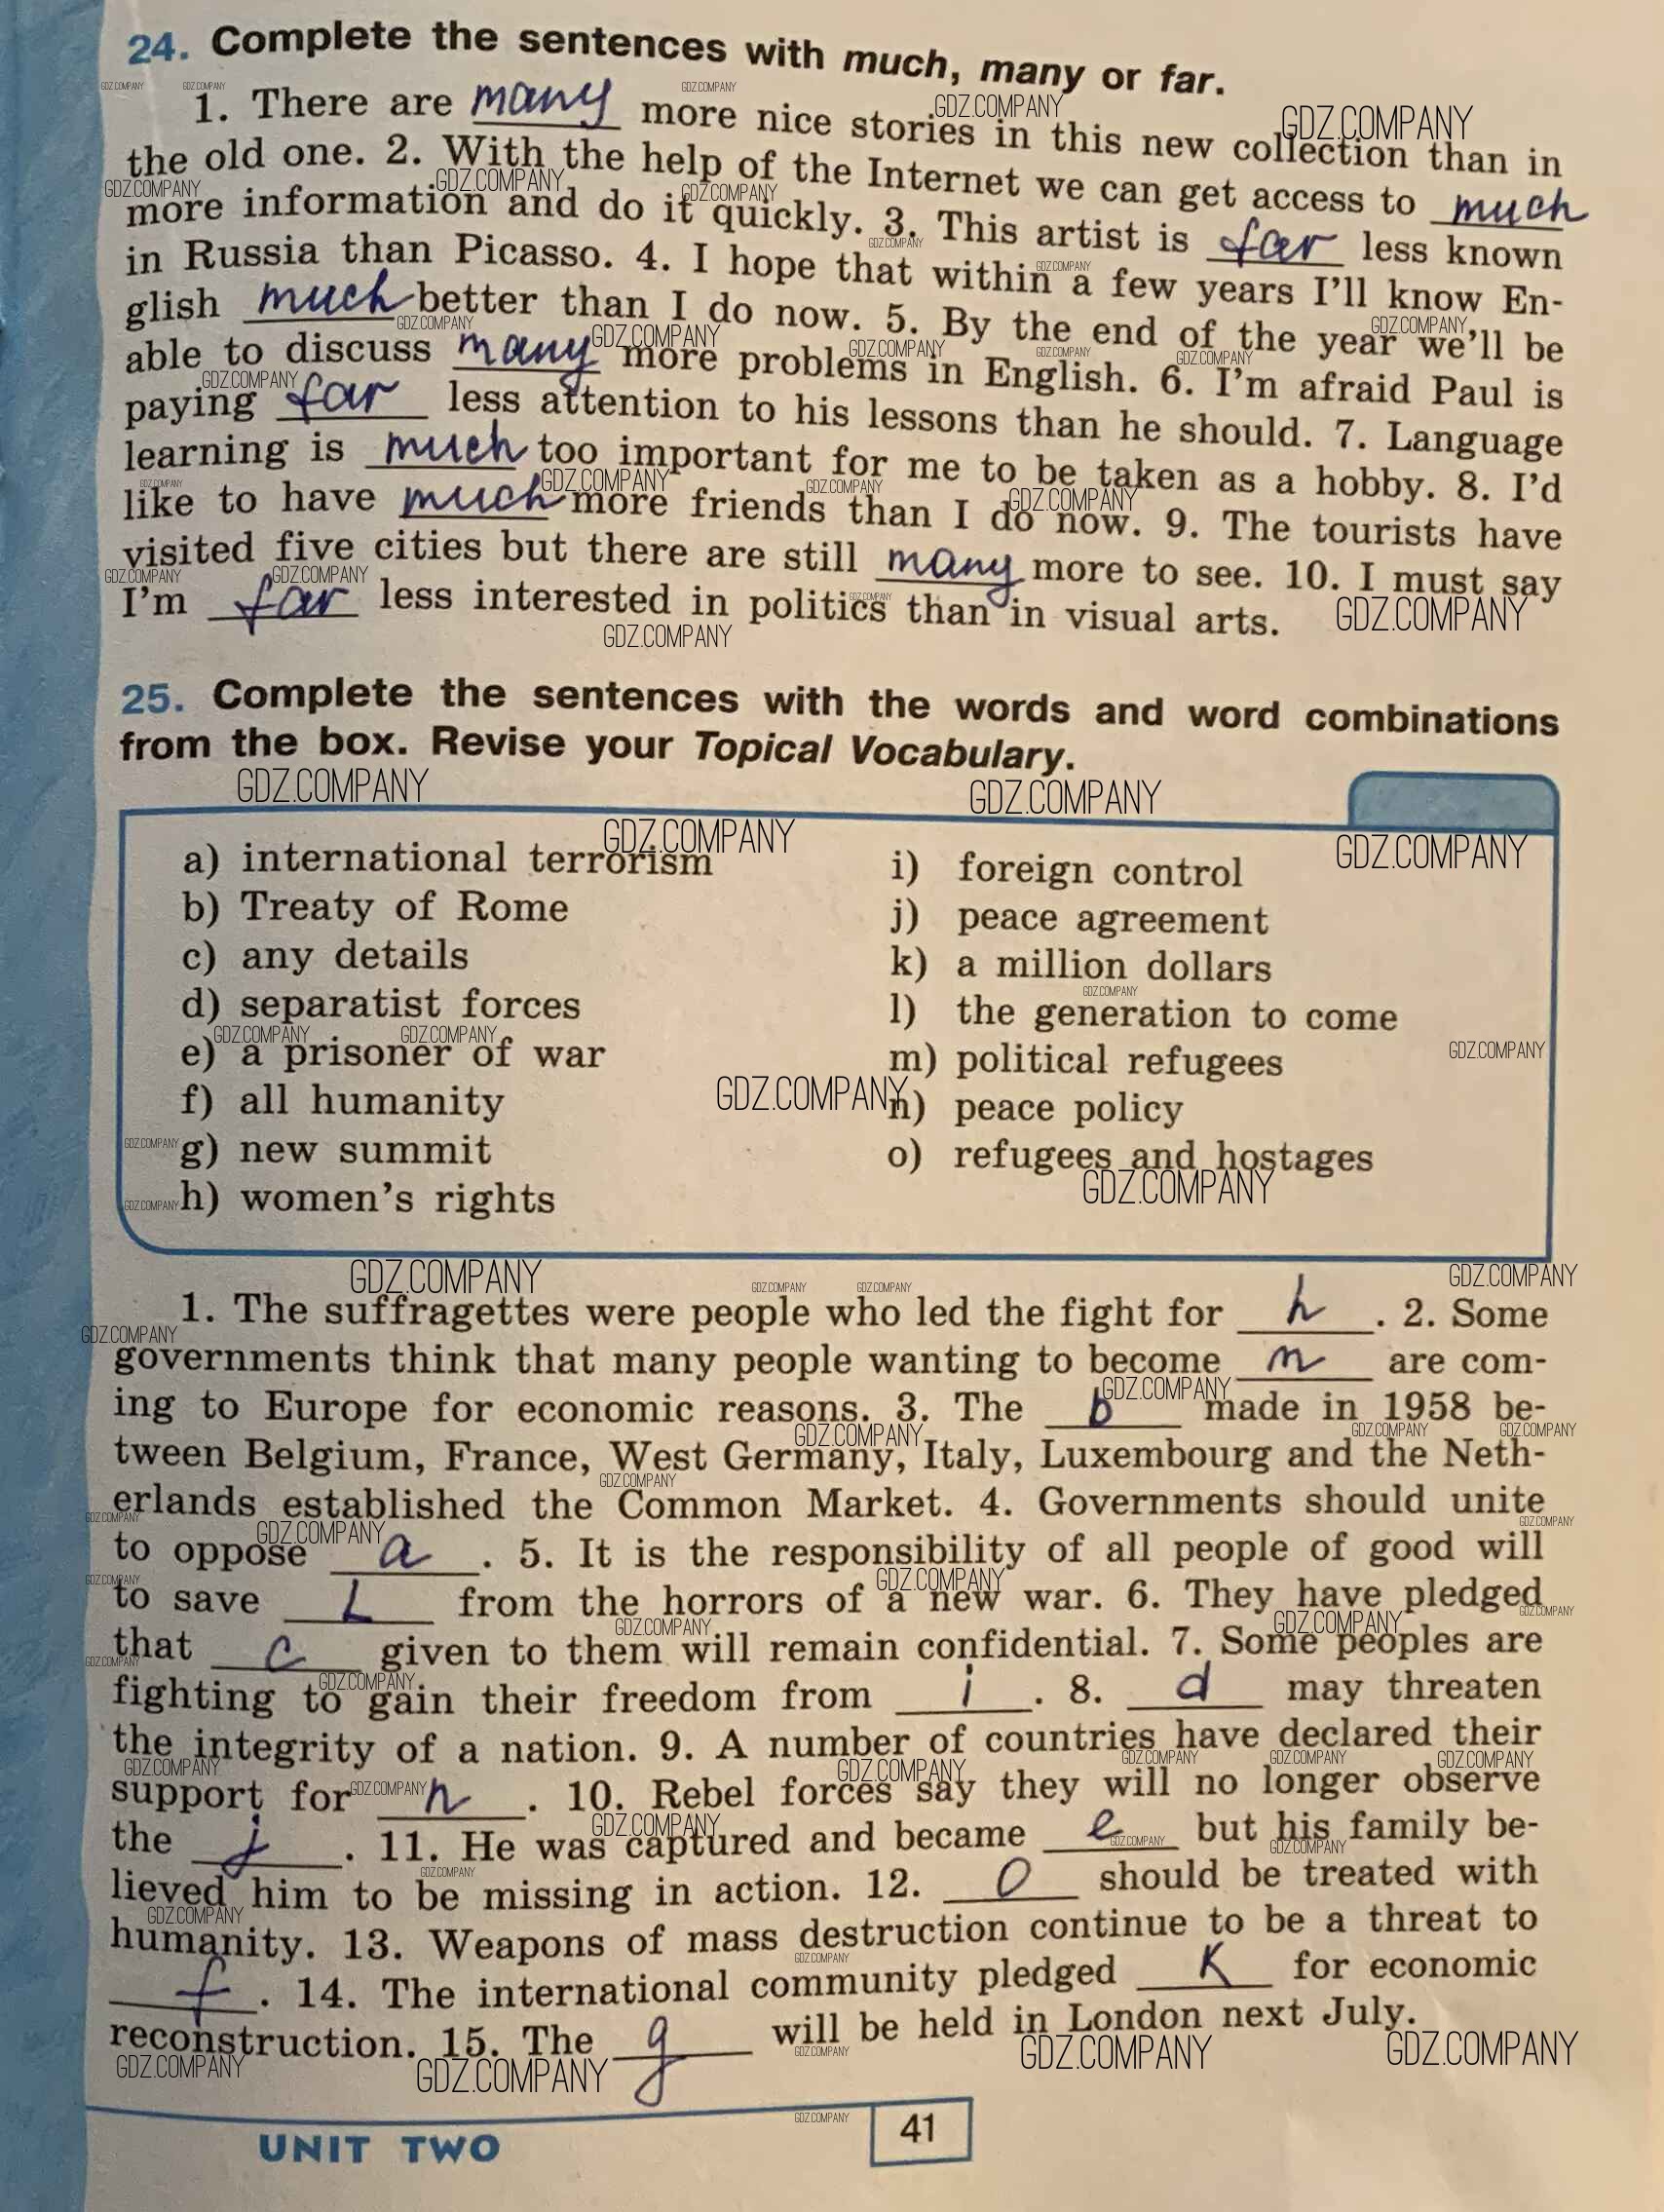 24. Complete the sentences with much, many or far.
1. There are many more nice stories in this new collection than in
the old one. 2. With the help of the Internet we can get access to much
more information and do it quickly. 3. This artist is far less known
in Russia than Picasso. 4. I hope that within a few years I'll know En-
glish much better than I do now. 5. By the end of the year we'll be
able to discuss many more problems in English. 6. I'm afraid Paul is
paying far less attention to his lessons than he should. 7. Language
learning is much too important for me to be taken as a hobby. 8. I'd
like to have much more friends than I do now. 9. The tourists have
visited five cities but there are still many more to see. 10. I must say
I'm far less interested in politics than in visual arts.
GDZ.COMPANY
25. Complete the sentences with the words and word combinations
from the box. Revise your Topical Vocabulary.
GDZ.COMPANY GDZ.COMPANY
a) international terrorism
b) Treaty of Rome
c) any details
d) separatist forces
e) a prisoner of war
f) all humanity
g) new summit
h) women's rights
i) foreign control
j) peace agreement
k) a million dollars
l) the generation to come
m) political refugees
n) peace policy
o) refugees and hostages
GDZ.COMPANY
1. The suffragettes were people who led the fight for h . 2. Some
governments think that many people wanting to become m are com-
ing to Europe for economic reasons. 3. The b made in 1958 be-
tween Belgium, France, West Germany, Italy, Luxembourg and the Neth-
erlands established the Common Market. 4. Governments should unite
to oppose a . 5. It is the responsibility of all people of good will
to save L from the horrors of a new war. 6. They have pledged
that c given to them will remain confidential. 7. Some peoples are
fighting to gain their freedom from i . 8. d may threaten
the integrity of a nation. 9. A number of countries have declared their
support for n . 10. Rebel forces say they will no longer observe
the j . 11. He was captured and became e but his family be-
lieved him to be missing in action. 12. O should be treated with
humanity. 13. Weapons of mass destruction continue to be a threat to
f . 14. The international community pledged K for economic
reconstruction. 15. The g will be held in London next July.
GDZ.COMPANY GDZ.COMPANY GDZ.COMPANY GDZ.COMPANY
UNIT TWO 41